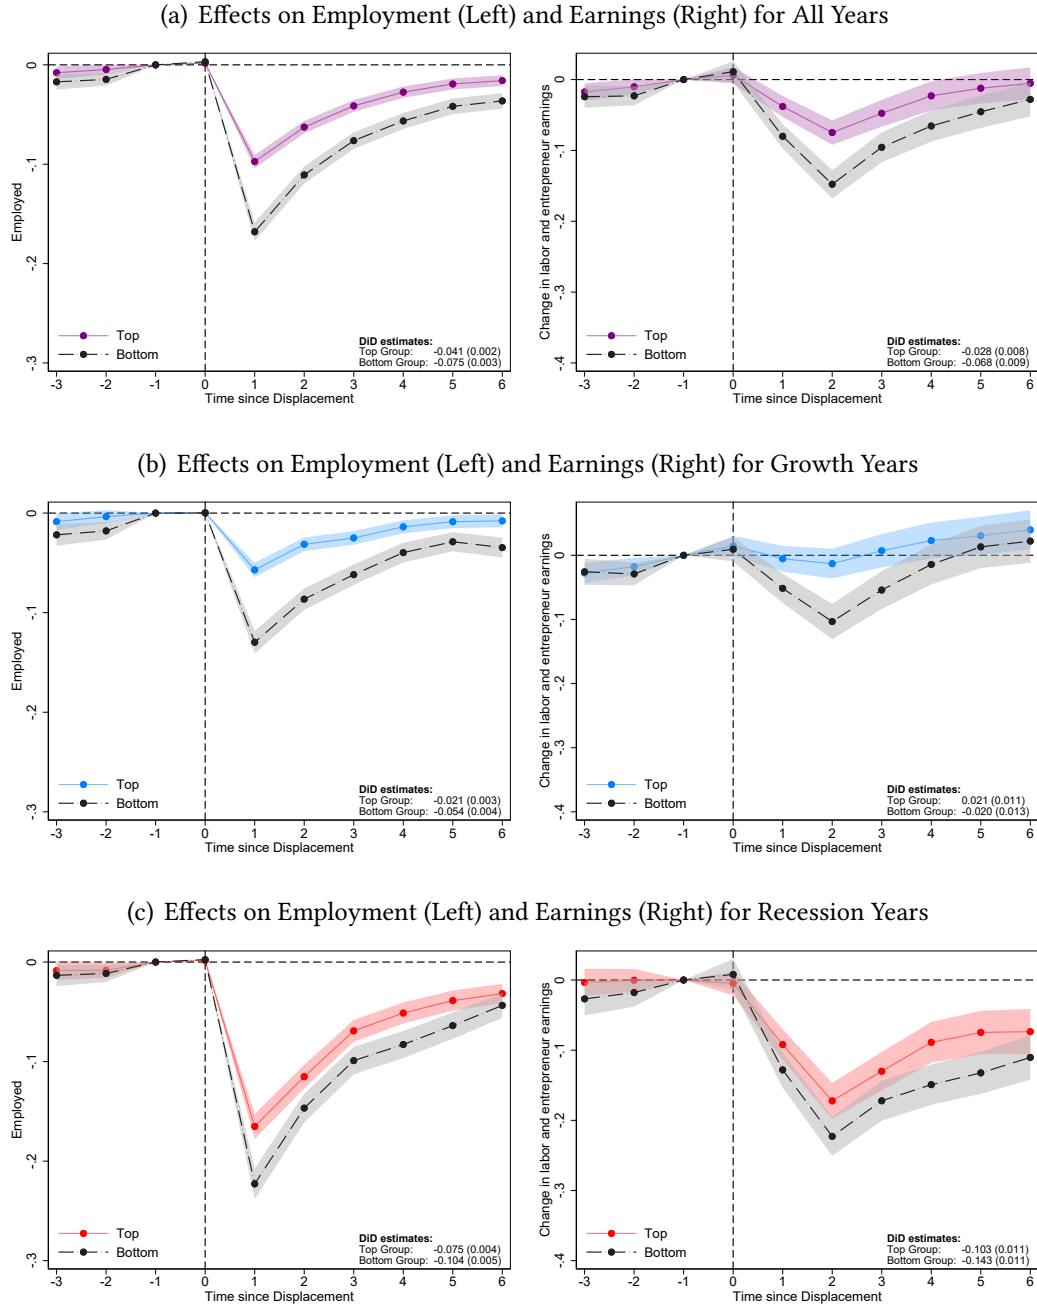 (a) Effects on Employment (Left) and Earnings (Right) for All Years
Employed
0
-.1
-.2
-.3
Top
Bottom
DiD estimates:
Top Group: -0.041 (0.002)
Bottom Group: -0.075 (0.003)
-3 -2 -1 0 1 2 3 4 5 6
Time since Displacement
Change in labor and entrepreneur earnings
0
-.1
-.2
-.3
-.4
Top
Bottom
DiD estimates:
Top Group: -0.028 (0.008)
Bottom Group: -0.068 (0.009)
-3 -2 -1 0 1 2 3 4 5 6
Time since Displacement
(b) Effects on Employment (Left) and Earnings (Right) for Growth Years
Employed
0
-.1
-.2
-.3
Top
Bottom
DiD estimates:
Top Group: -0.021 (0.003)
Bottom Group: -0.054 (0.004)
-3 -2 -1 0 1 2 3 4 5 6
Time since Displacement
Change in labor and entrepreneur earnings
0
-.1
-.2
-.3
-.4
Top
Bottom
DiD estimates:
Top Group: 0.021 (0.011)
Bottom Group: -0.020 (0.013)
-3 -2 -1 0 1 2 3 4 5 6
Time since Displacement
(c) Effects on Employment (Left) and Earnings (Right) for Recession Years
Employed
0
-.1
-.2
-.3
Top
Bottom
DiD estimates:
Top Group: -0.075 (0.004)
Bottom Group: -0.104 (0.005)
-3 -2 -1 0 1 2 3 4 5 6
Time since Displacement
Change in labor and entrepreneur earnings
0
-.1
-.2
-.3
-.4
Top
Bottom
DiD estimates:
Top Group: -0.103 (0.011)
Bottom Group: -0.143 (0.011)
-3 -2 -1 0 1 2 3 4 5 6
Time since Displacement